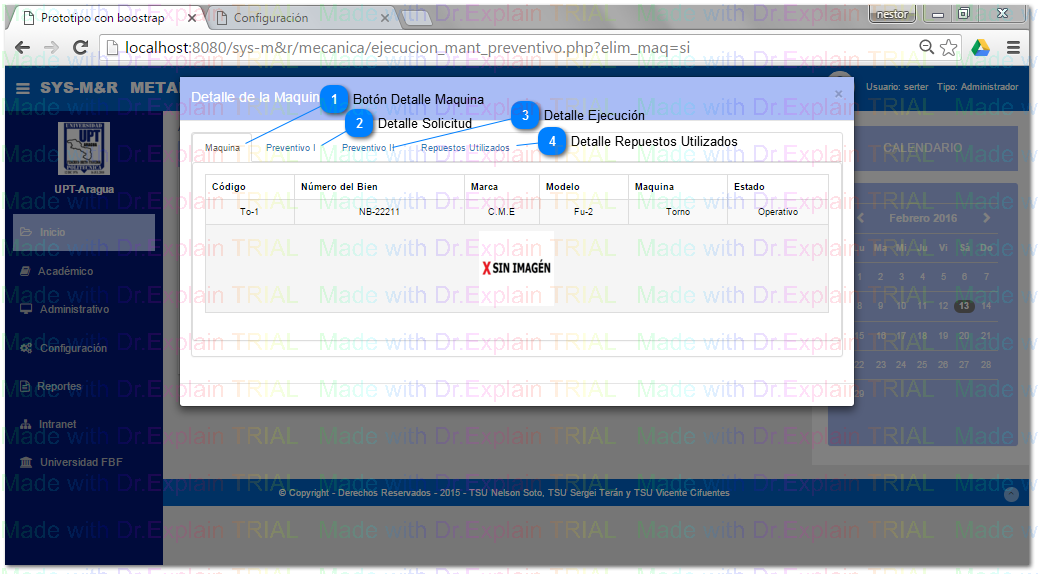 Prototipo con boostrap
Configuración
nestor
localhost:8080/sys-m&r/mecanica/ejecucion_mant_preventivo.php?elim_maq=si
SYS-M&R META
Usuario: serter Tipo: Administrador
Detalle de la Maquin
×
1 Botón Detalle Maquina
2 Detalle Solicitud
3 Detalle Ejecución
4 Detalle Repuestos Utilizados
Maquina Preventivo I Preventivo II Repuestos Utilizados
Código Número del Bien Marca Modelo Maquina Estado
To-1 NB-22211 C.M.E Fu-2 Torno Operativo
X SIN IMAGÉN
UNIVERSIDAD
UPT
UPT-Aragua
Inicio
Académico
Administrativo
Configuración
Reportes
Intranet
Universidad FBF
CALENDARIO
Febrero 2016
Lu Ma Mi Ju Vi Sá Do
1 2 3 4 5 6 7
8 9 10 11 12 13 14
15 16 17 18 19 20 21
22 23 24 25 26 27 28
29
© Copyright - Derechos Reservados - 2015 - TSU Nelson Soto, TSU Sergei Terán y TSU Vicente Cifuentes
Made with Dr.Explain TRIAL